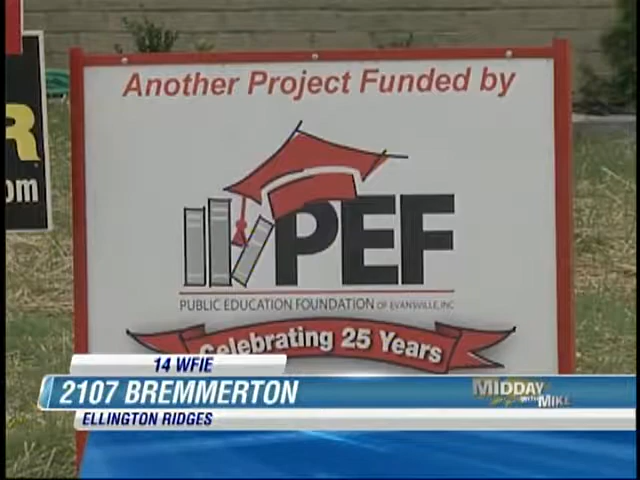 Another Project Funded by
R
om
PEF
PUBLIC EDUCATION FOUNDATION OF EVANSVILLE, INC
Celebrating 25 Years
14 WFIE
2107 BREMMERTON
ELLINGTON RIDGES
MIDDAY
WITH MIKE